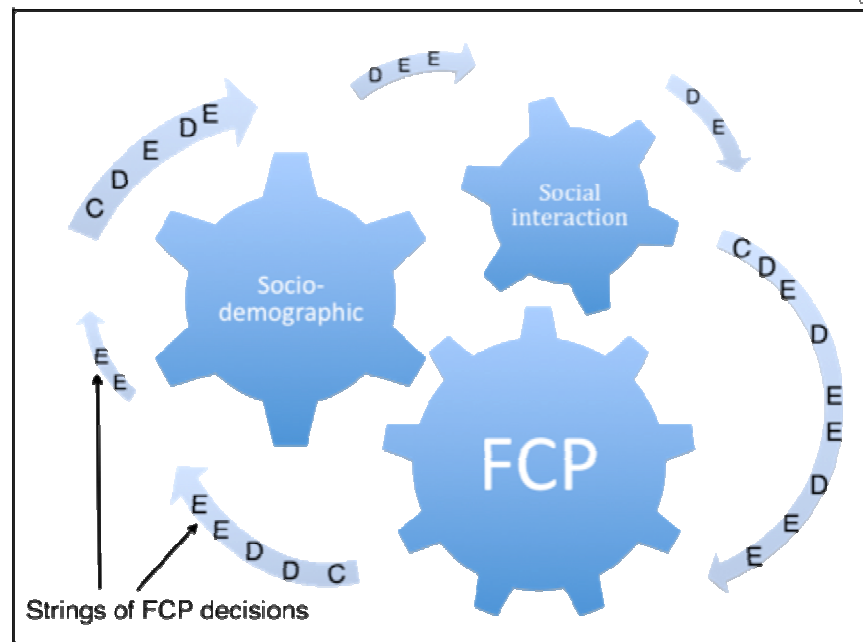 D E E
D E
C D E D E
Social
interaction
C D E D E E D E E
Socio-
demographic
E E
FCP
E E D D C
Strings of FCP decisions